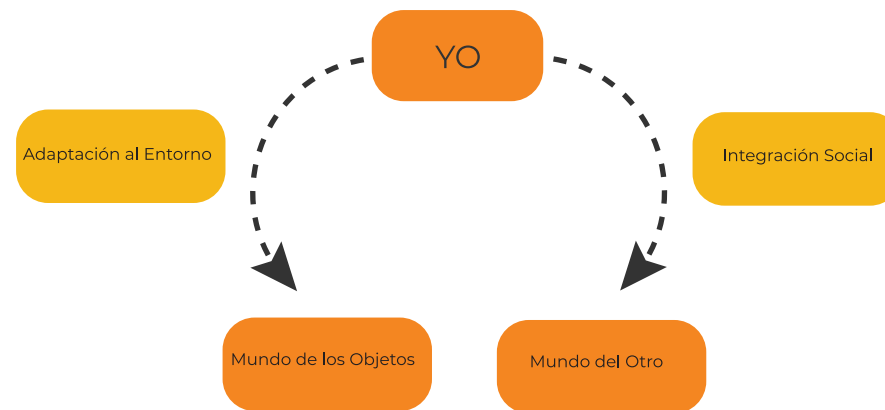 YO
Adaptación al Entorno
Integración Social
Mundo de los Objetos
Mundo del Otro